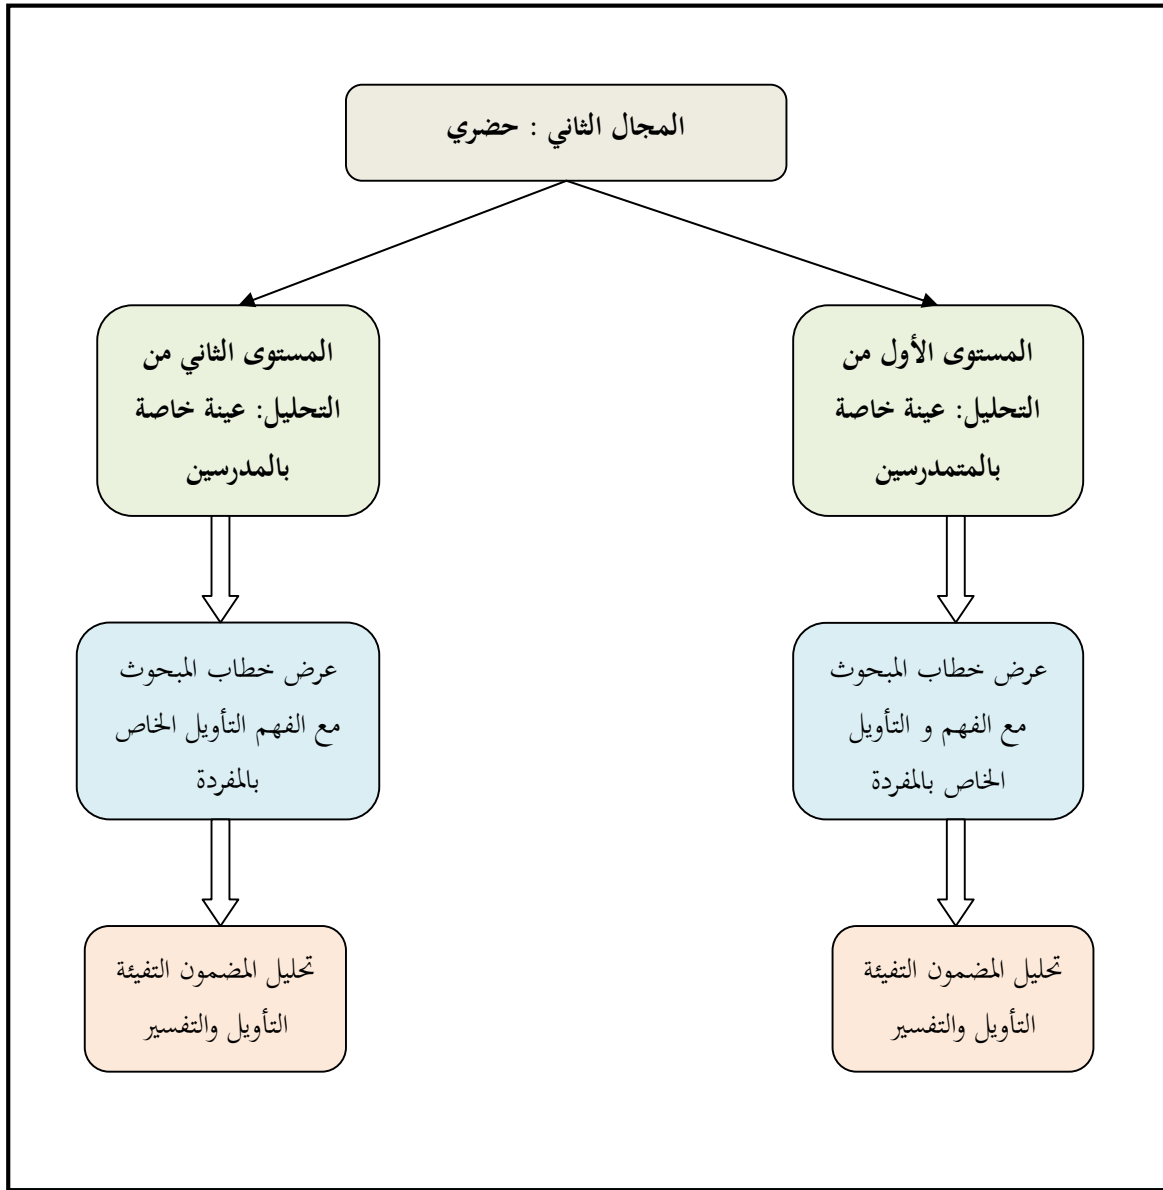 المجال الثاني : حضري
المستوى الأول من
التحليل: عينة خاصة
بالمتمدرسين
المستوى الثاني من
التحليل: عينة خاصة
بالمدرسين
عرض خطاب المبحوث
مع الفهم و التأويل
الخاص بالمفردة
عرض خطاب المبحوث
مع الفهم التأويل الخاص
بالمفردة
تحليل المضمون التفيئة
التأويل والتفسير
تحليل المضمون التفيئة
التأويل والتفسير